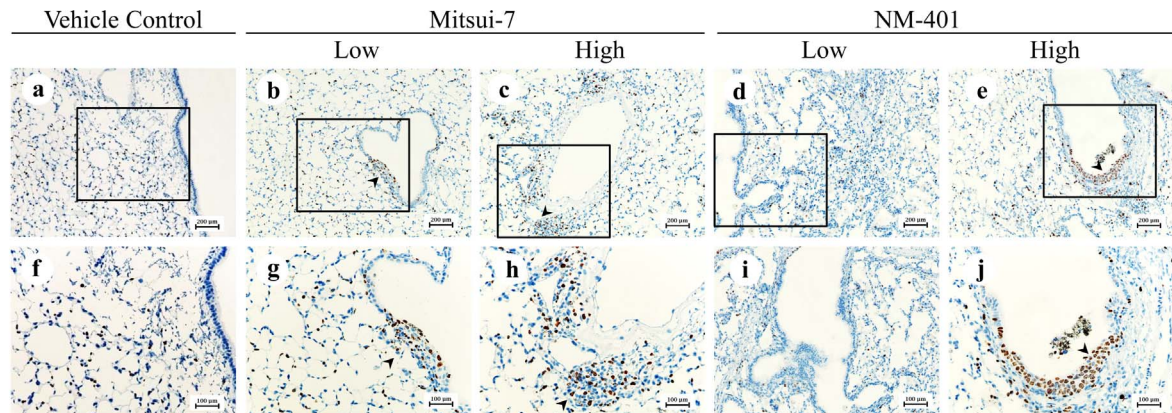 Vehicle Control Mitsui-7 NM-401
Low High Low High
a b c d e
200 µm 200 µm 200 µm 200 µm 200 µm
f g h i j
100 µm 100 µm 100 µm 100 µm 100 µm